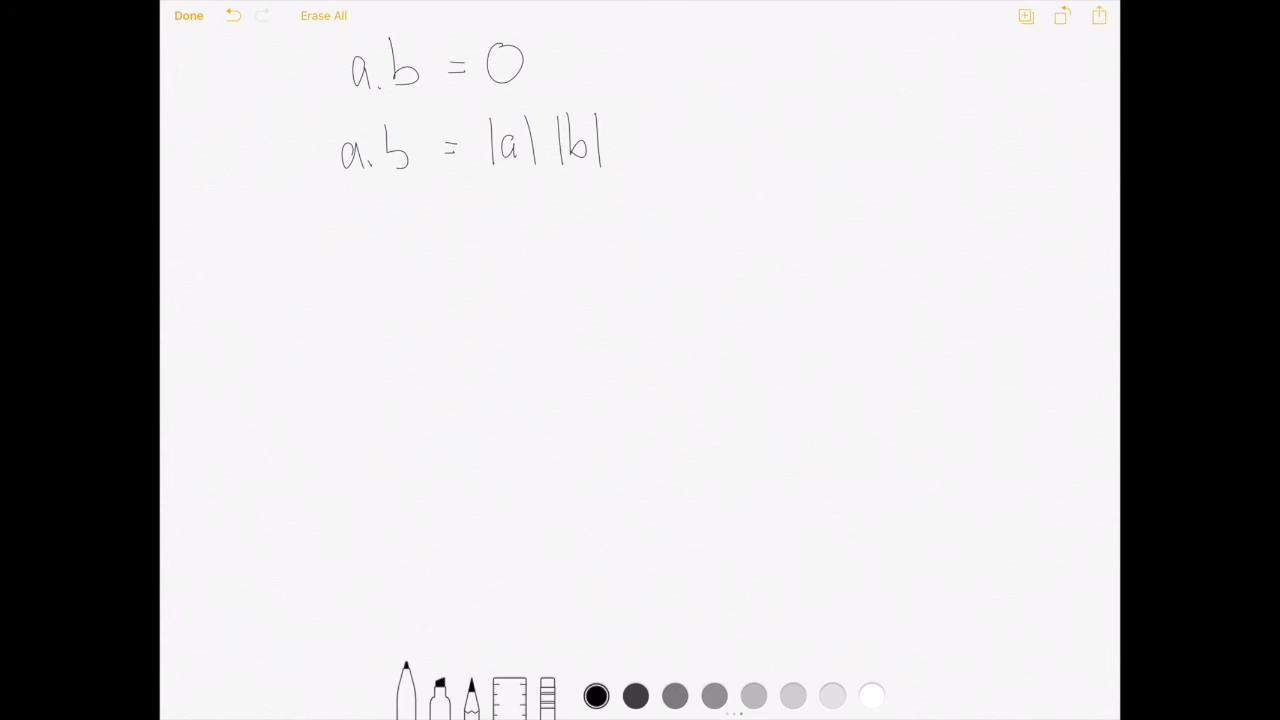 Done Erase All
a.b = 0
a.b = |a| |b|